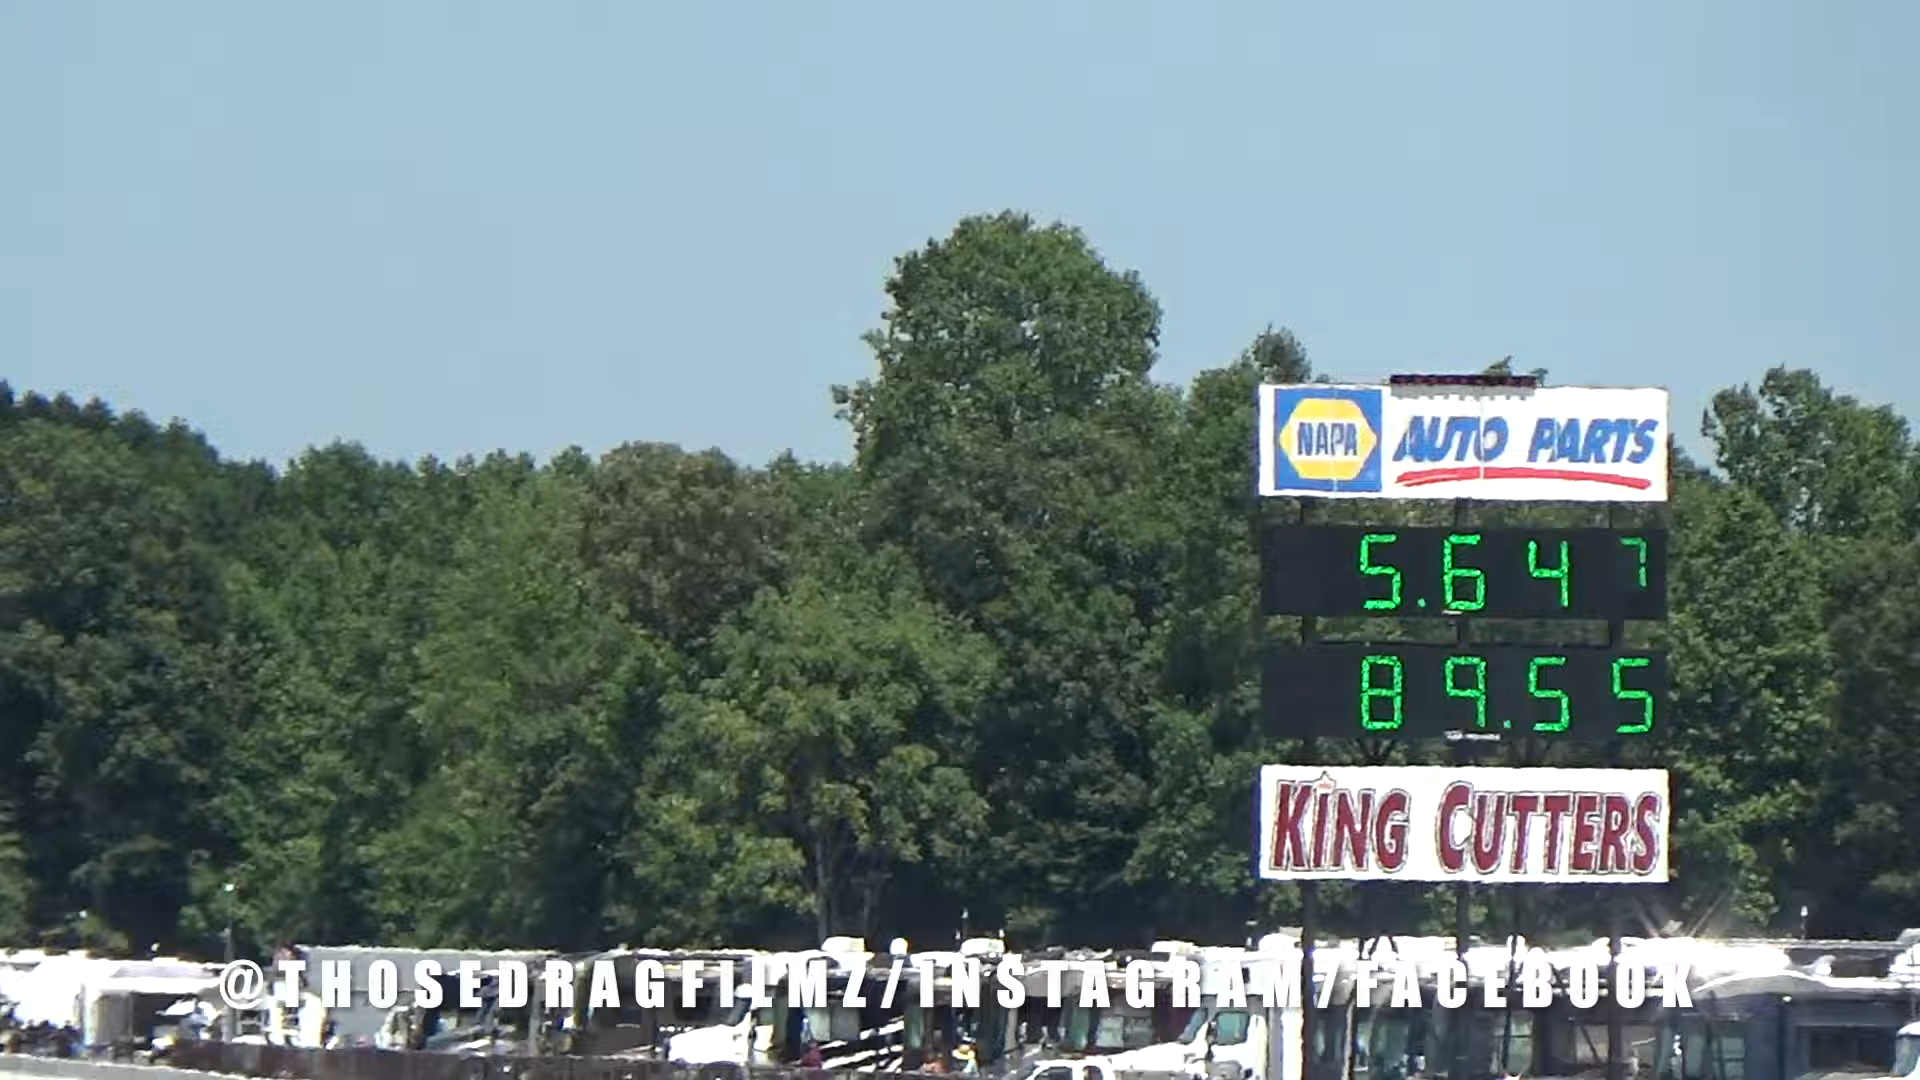 NAPA AUTO PARTS
5.647
89.55
KING CUTTERS
@THOSEDRAGFILMZ/INSTAGRAM/FACEBOOK